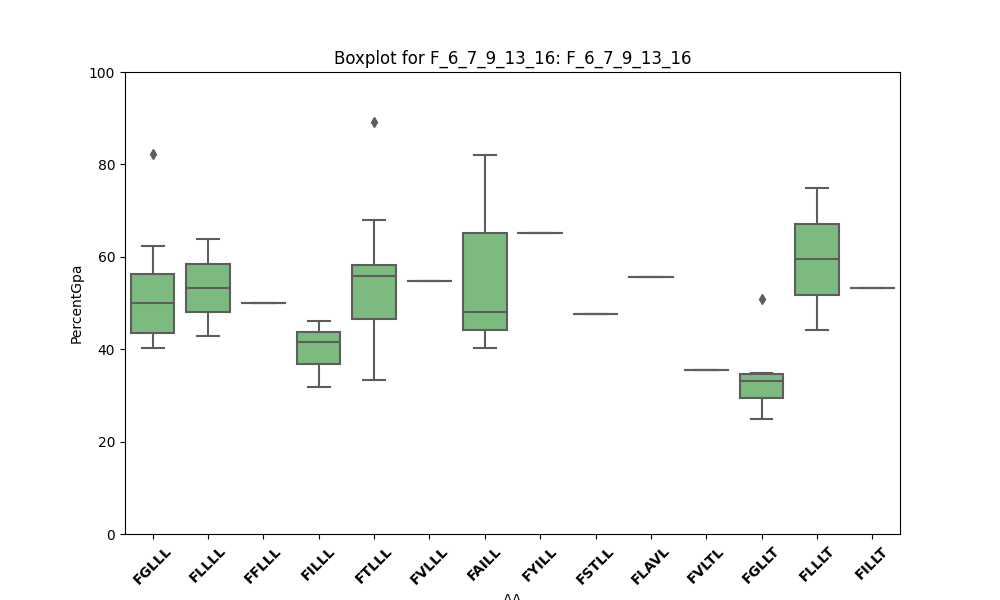 Boxplot for F_6_7_9_13_16: F_6_7_9_13_16
100
80
60
40
20
0
PercentGpa
FGLLL
FLLLL
FFLLL
FILLL
FTLLL
FVLLL
FAILL
FYILL
FSTLL
FLAVL
FVLTL
FGLLT
FLLLT
FILLT
AA